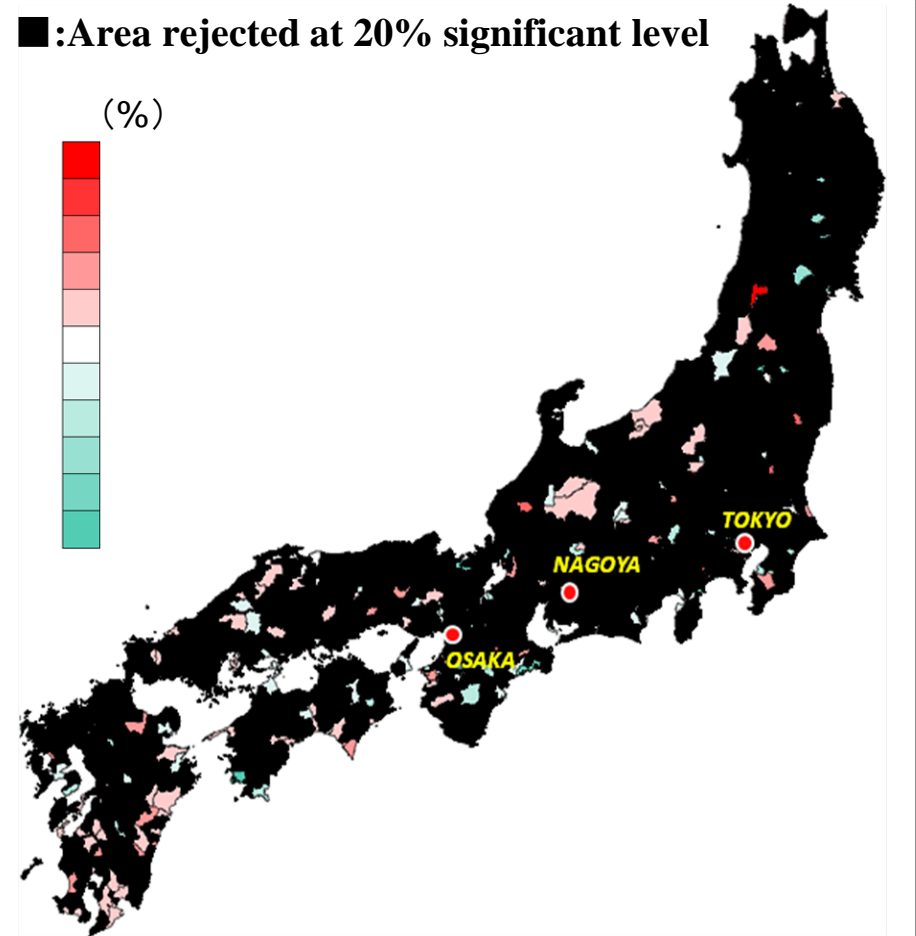 ■:Area rejected at 20% significant level
(%)
TOKYO
NAGOYA
OSAKA